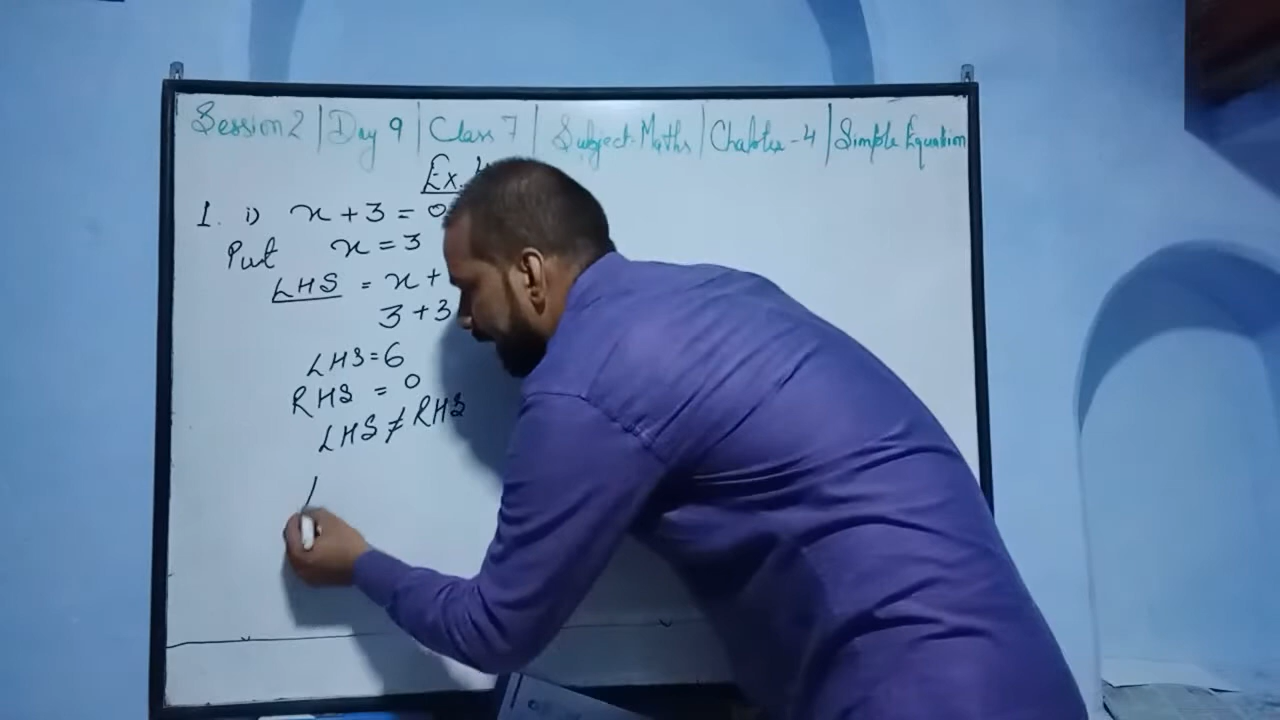 Session 2 | Day 9 | Class 7 | Subject-Maths | Chapter-4 | Simple Equation
Ex.
1. i) x + 3 = 0
Put x = 3
LHS = x +
3 + 3
LHS = 6
RHS = 0
LHS ≠ RHS